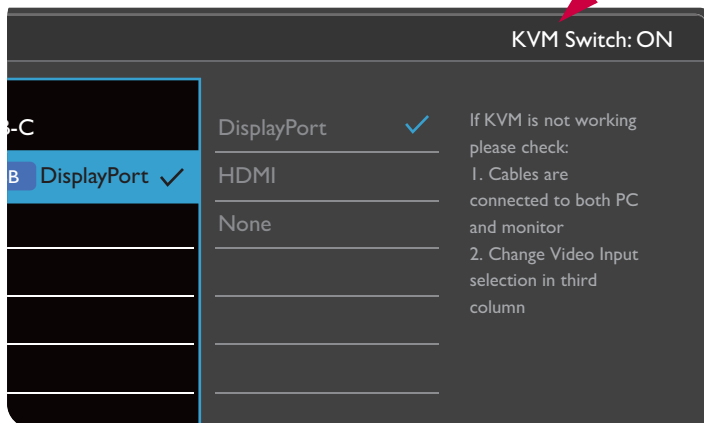 KVM Switch: ON
-C
B DisplayPort
DisplayPort
HDMI
None
If KVM is not working
please check:
1. Cables are
connected to both PC
and monitor
2. Change Video Input
selection in third
column